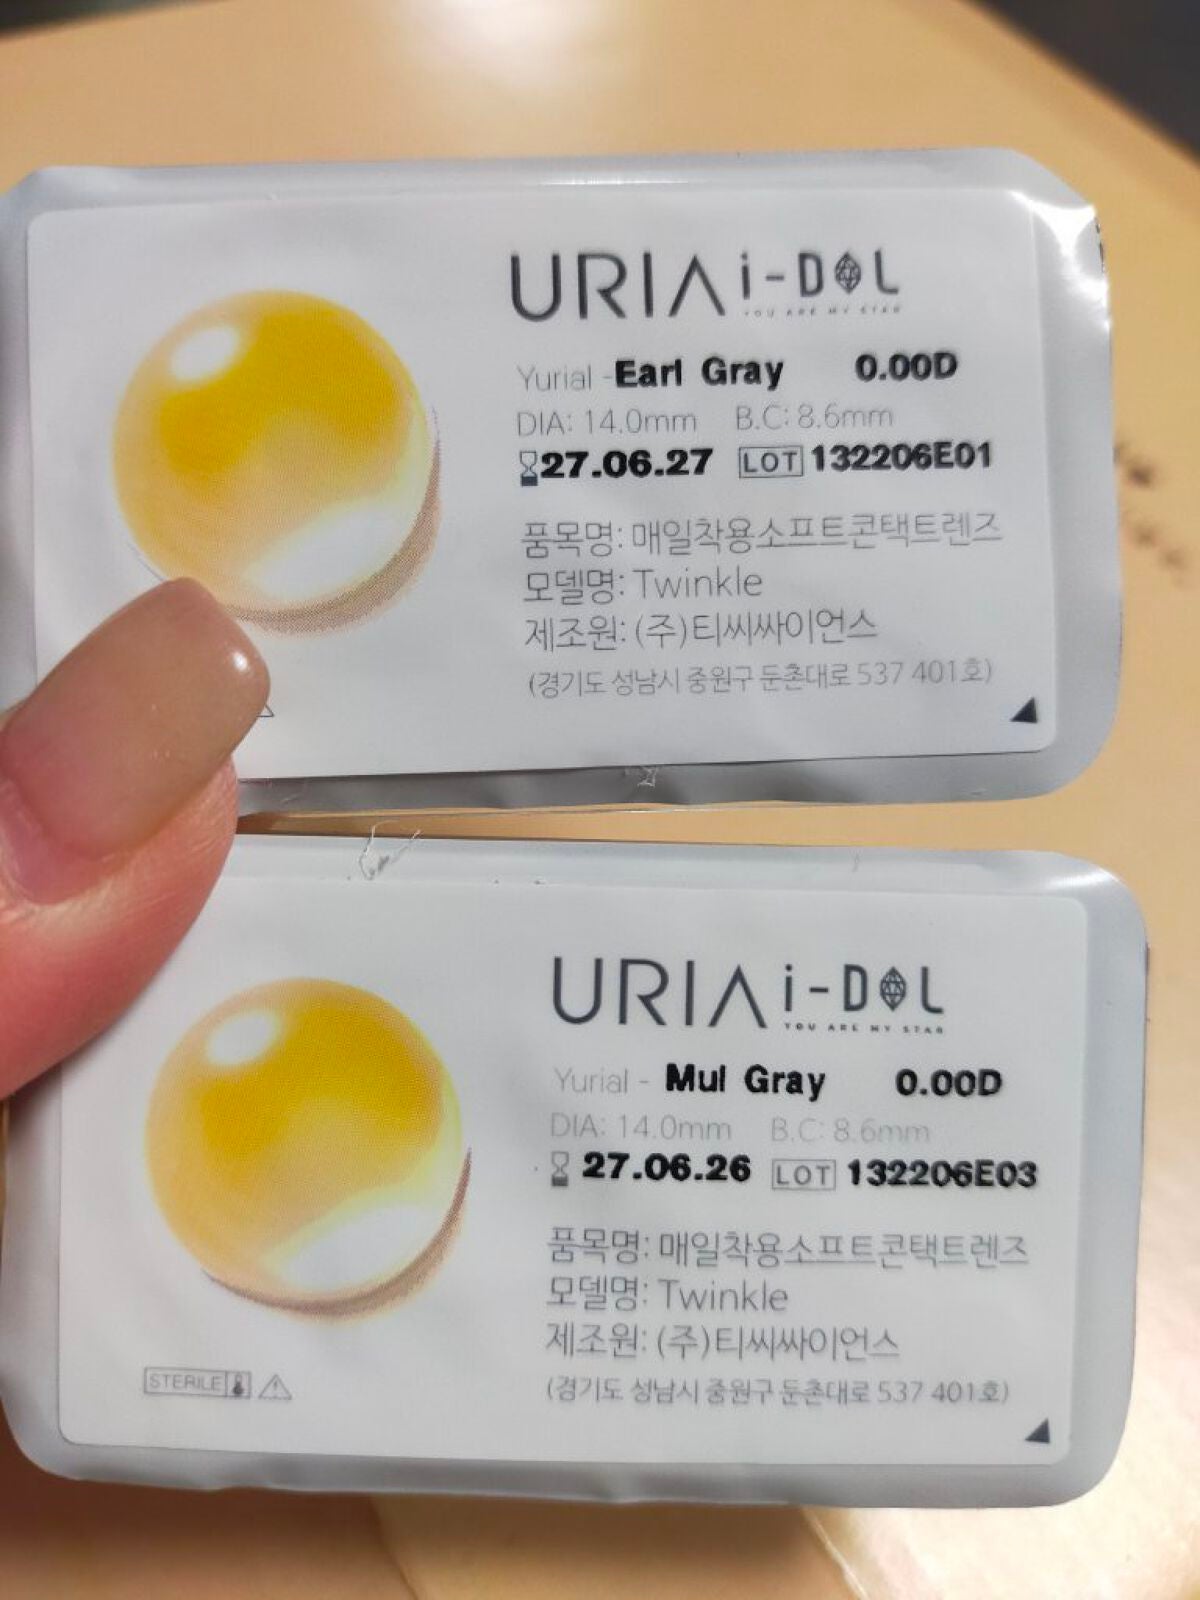 URIA i-DOL
YOU ARE MY STAR
Yurial - Earl Gray 0.00D
DIA: 14.0mm B.C: 8.6mm
27.06.27 LOT 132206E01
품목명: 매일착용소프트콘택트렌즈
모델명: Twinkle
제조원: (주)티씨싸이언스
(경기도 성남시 중원구 둔촌대로 537 401호)
URIA i-DOL
YOU ARE MY STAR
Yurial - Mul Gray 0.00D
DIA: 14.0mm B.C: 8.6mm
27.06.26 LOT 132206E03
품목명: 매일착용소프트콘택트렌즈
모델명: Twinkle
제조원: (주)티씨싸이언스
(경기도 성남시 중원구 둔촌대로 537 401호)
STERILE